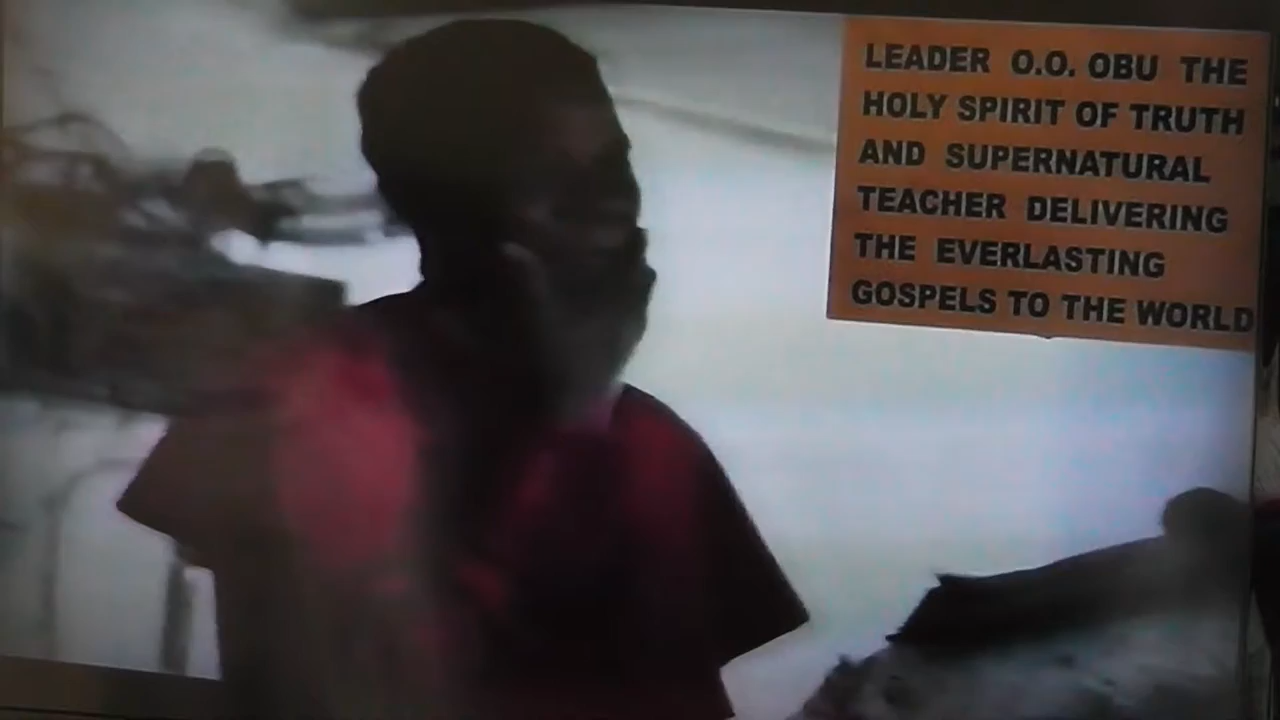 LEADER O.O. OBU THE
HOLY SPIRIT OF TRUTH
AND SUPERNATURAL
TEACHER DELIVERING
THE EVERLASTING
GOSPELS TO THE WORLD